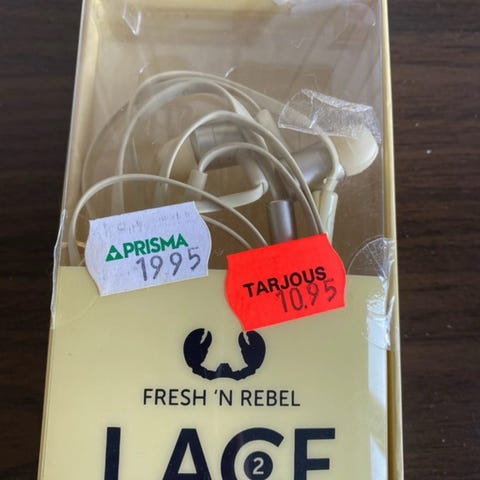 PRISMA
19.95
TARJOUS
10.95
FRESH 'N REBEL
LACE
2